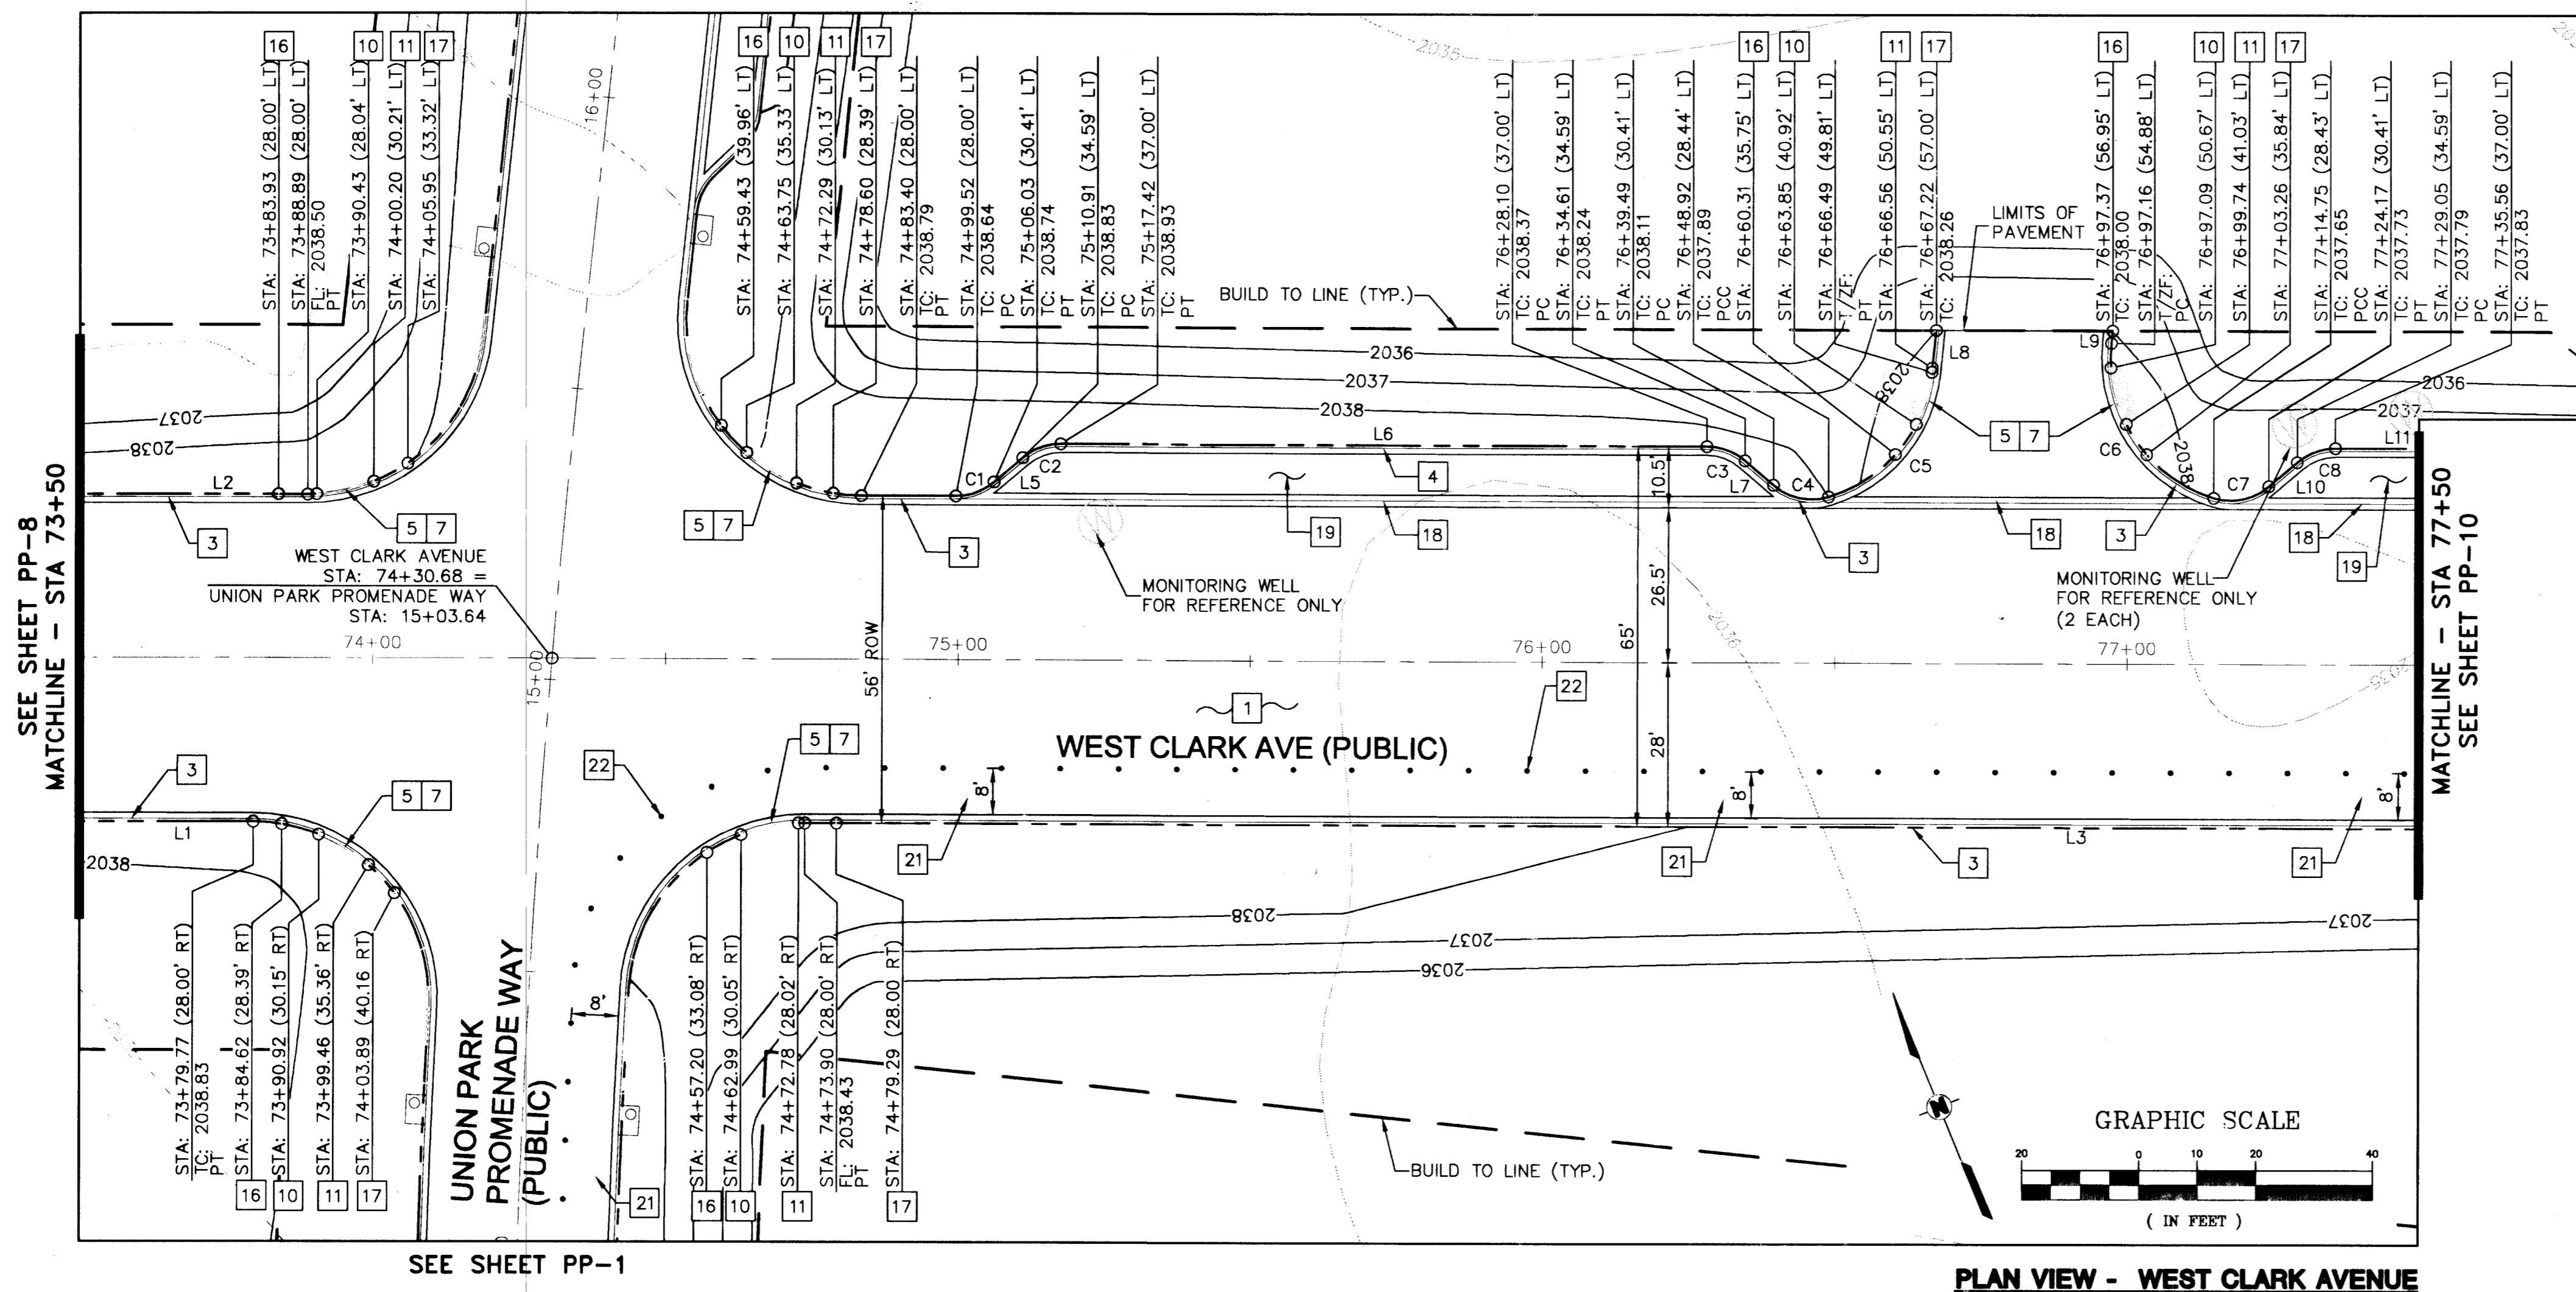 16
10
11
17
16
10
11
17
16
10
11
17
16
10
11
17
STA: 73+83.93 (28.00' LT)
STA: 73+88.89 (28.00' LT)
FL: 2038.50
PT
STA: 73+90.43 (28.04' LT)
STA: 74+00.20 (30.21' LT)
STA: 74+05.95 (33.32' LT)
16+00
STA: 74+59.43 (39.96' LT)
STA: 74+63.75 (35.33' LT)
STA: 74+72.29 (30.13' LT)
STA: 74+78.60 (28.39' LT)
STA: 74+83.40 (28.00' LT)
TC: 2038.79
PT
STA: 74+99.52 (28.00' LT)
TC: 2038.64
PC
STA: 75+06.03 (30.41' LT)
TC: 2038.74
PT
STA: 75+10.91 (34.59' LT)
TC: 2038.83
PC
STA: 75+17.42 (37.00' LT)
TC: 2038.93
PT
2035
STA: 76+28.10 (37.00' LT)
TC: 2038.37
PC
STA: 76+34.61 (34.59' LT)
TC: 2038.24
PT
STA: 76+39.49 (30.41' LT)
TC: 2038.11
PC
STA: 76+48.92 (28.44' LT)
TC: 2037.89
PCC
STA: 76+60.31 (35.75' LT)
STA: 76+63.85 (40.92' LT)
STA: 76+66.49 (49.81' LT)
T/ZF:
PT
STA: 76+66.56 (50.55' LT)
STA: 76+67.22 (57.00' LT)
TC: 2038.26
LIMITS OF
PAVEMENT
STA: 76+97.37 (56.95' LT)
TC: 2038.00
STA: 76+97.16 (54.88' LT)
T/ZF:
PC
STA: 76+97.09 (50.67' LT)
STA: 76+99.74 (41.03' LT)
STA: 77+03.26 (35.84' LT)
STA: 77+14.75 (28.43' LT)
TC: 2037.65
PCC
STA: 77+24.17 (30.41' LT)
TC: 2037.73
PT
STA: 77+29.05 (34.59' LT)
TC: 2037.79
PC
STA: 77+35.56 (37.00' LT)
TC: 2037.83
PT
BUILD TO LINE (TYP.)
2036
2037
2038
2037
2038
2038
2038
2036
2037
L8
L9
L2
L5
C1
C2
L6
C3
L7
C4
C5
C6
C7
L10
C8
L11
4
5 7
10.5'
3
5 7
5 7
3
19
18
3
18
3
18
19
SEE SHEET PP-8
MATCHLINE - STA 73+50
WEST CLARK AVENUE
STA: 74+30.68 =
UNION PARK PROMENADE WAY
STA: 15+03.64
MONITORING WELL
FOR REFERENCE ONLY
MONITORING WELL
FOR REFERENCE ONLY
(2 EACH)
26.5'
65'
56' ROW
28'
74+00
15+00
75+00
76+00
77+00
2036
2035
MATCHLINE - STA 77+50
SEE SHEET PP-10
22
1
WEST CLARK AVE (PUBLIC)
5 7
22
3
5 7
8'
8'
8'
L1
21
21
3
L3
21
2038
2038
2037
2037
2036
STA: 73+79.77 (28.00' RT)
TC: 2038.83
PT
STA: 73+84.62 (28.39' RT)
STA: 73+90.92 (30.15' RT)
STA: 73+99.46 (35.36' RT)
STA: 74+03.89 (40.16 RT)
16
10
11
17
UNION PARK
PROMENADE WAY
(PUBLIC)
8'
21
STA: 74+57.20 (33.08' RT)
STA: 74+62.99 (30.05' RT)
STA: 74+72.78 (28.02' RT)
STA: 74+73.90 (28.00' RT)
FL: 2038.43
PT
STA: 74+79.29 (28.00 RT)
16
10
11
17
BUILD TO LINE (TYP.)
N
GRAPHIC SCALE
20 0 10 20 40
( IN FEET )
SEE SHEET PP-1
PLAN VIEW - WEST CLARK AVENUE